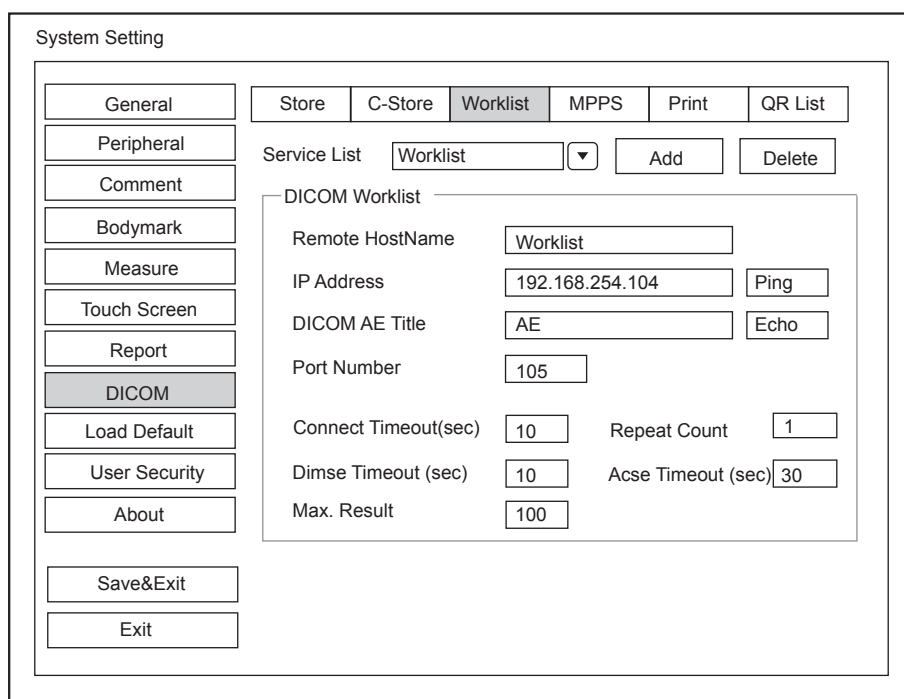 System Setting
General
Peripheral
Comment
Bodymark
Measure
Touch Screen
Report
DICOM
Load Default
User Security
About
Save&Exit
Exit
Store C-Store Worklist MPPS Print QR List
Service List Worklist Add Delete
DICOM Worklist
Remote HostName Worklist
IP Address 192.168.254.104 Ping
DICOM AE Title AE Echo
Port Number 105
Connect Timeout(sec) 10 Repeat Count 1
Dimse Timeout (sec) 10 Acse Timeout (sec) 30
Max. Result 100